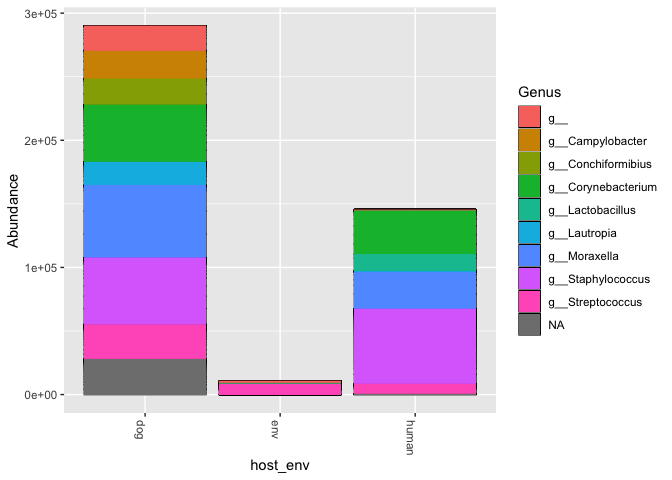 3e+05
2e+05
1e+05
0e+00
Abundance
dog
env
human
host_env
Genus
g__
g__Campylobacter
g__Conchiformibius
g__Corynebacterium
g__Lactobacillus
g__Lautropia
g__Moraxella
g__Staphylococcus
g__Streptococcus
NA